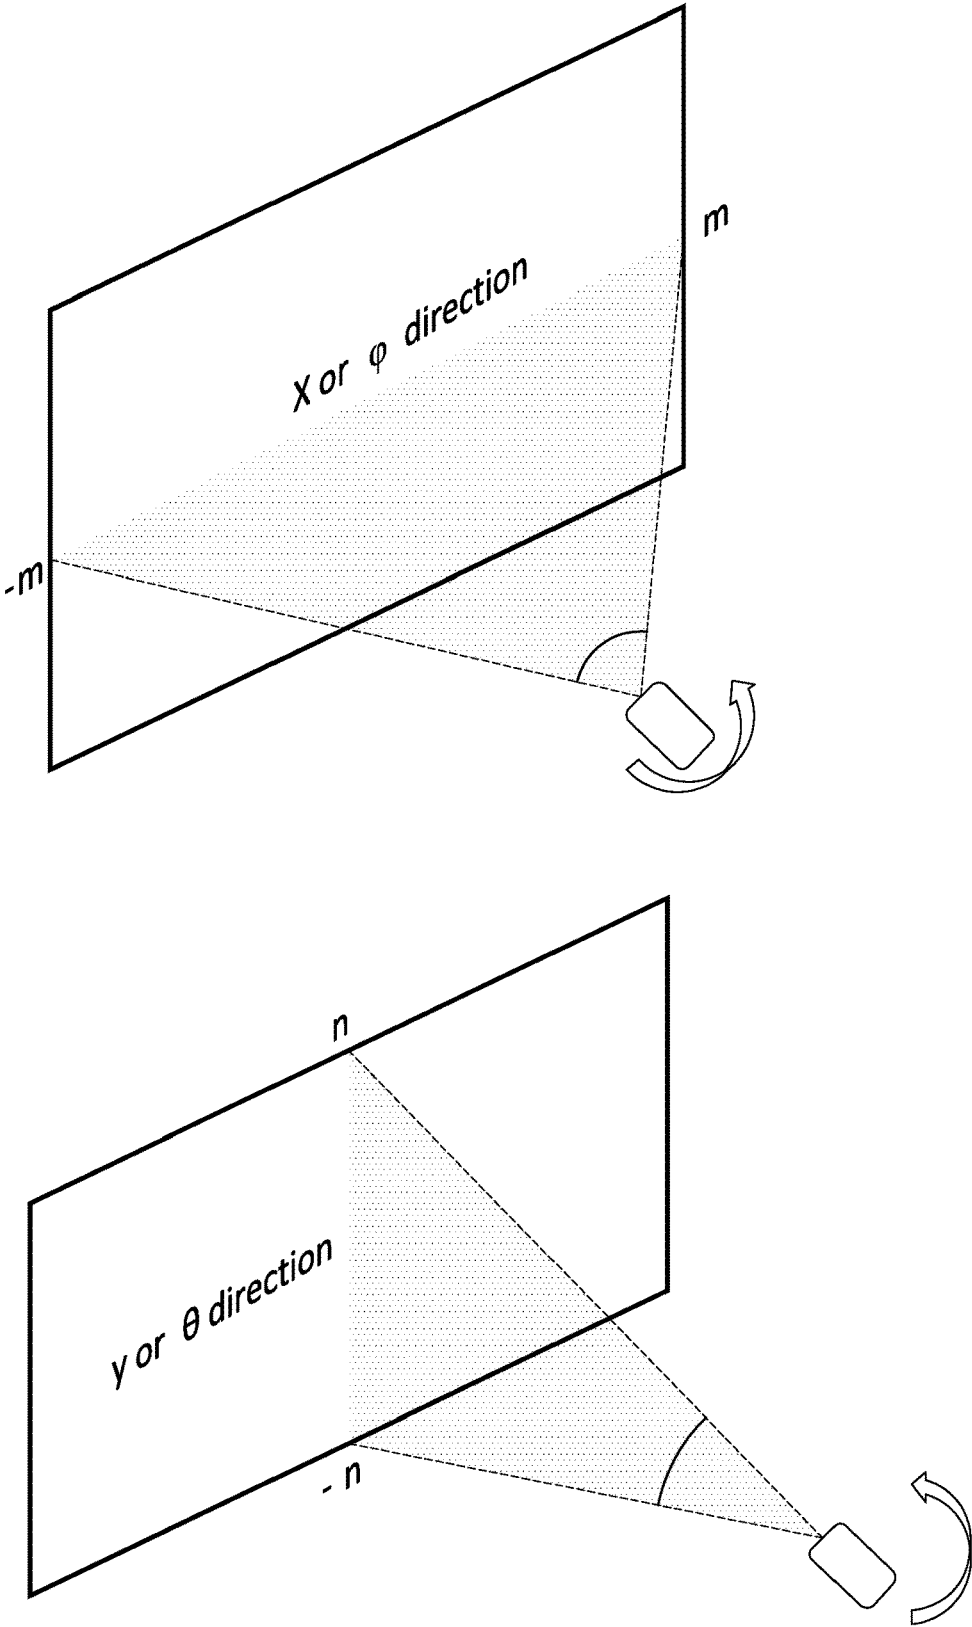 m
X or φ direction
-m
n
y or θ direction
- n